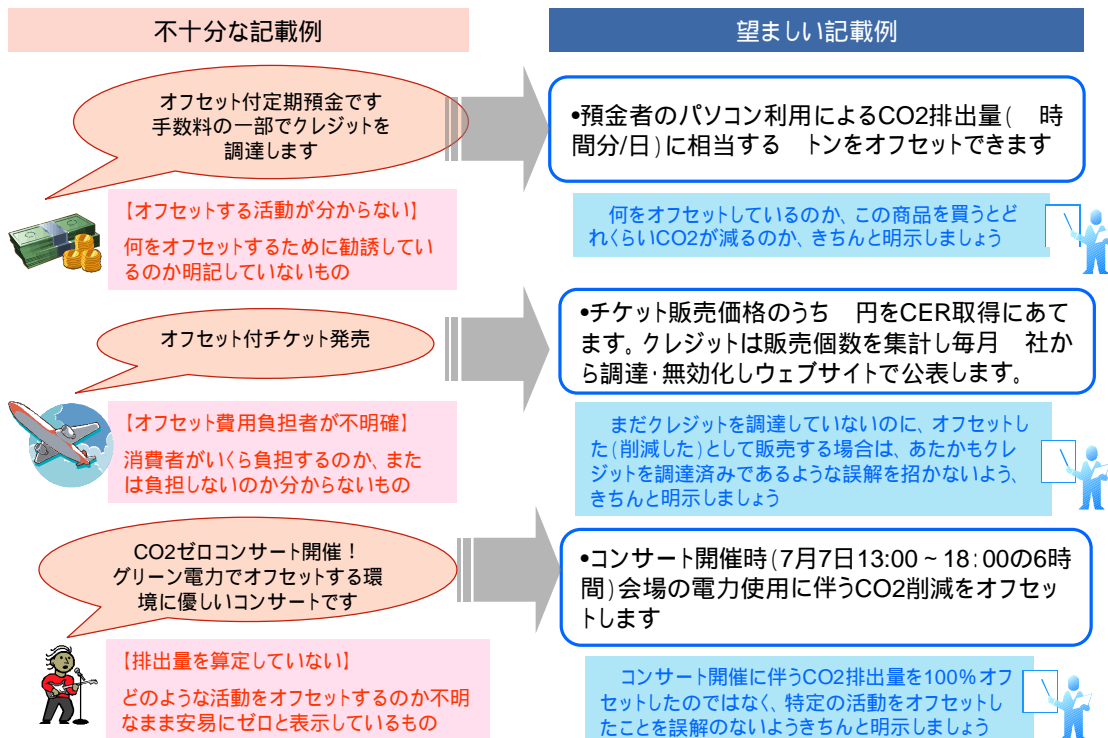 不十分な記載例
望ましい記載例
オフセット付定期預金です
手数料の一部でクレジットを
調達します
•預金者のパソコン利用によるCO2排出量(　時
間分/日)に相当する　トンをオフセットできます
【オフセットする活動が分からない】
何をオフセットするために勧誘してい
るのか明記していないもの
何をオフセットしているのか、この商品を買うとど
れくらいCO2が減るのか、きちんと明示しましょう
オフセット付チケット発売
•チケット販売価格のうち　円をCER取得にあて
ます。クレジットは販売個数を集計し毎月　社か
ら調達・無効化しウェブサイトで公表します。
【オフセット費用負担者が不明確】
消費者がいくら負担するのか、また
は負担しないのか分からないもの
まだクレジットを調達していないのに、オフセットし
た(削減した)として販売する場合は、あたかもクレ
ジットを調達済みであるような誤解を招かないよう、
きちんと明示しましょう
CO2ゼロコンサート開催！
グリーン電力でオフセットする環
境に優しいコンサートです
•コンサート開催時(7月7日13:00~18:00の6時
間)会場の電力使用に伴うCO2削減をオフセッ
トします
【排出量を算定していない】
どのような活動をオフセットするのか不明
なまま安易にゼロと表示しているもの
コンサート開催に伴うCO2排出量を100%オフ
セットしたのではなく、特定の活動をオフセットし
たことを誤解のないようきちんと明示しましょう